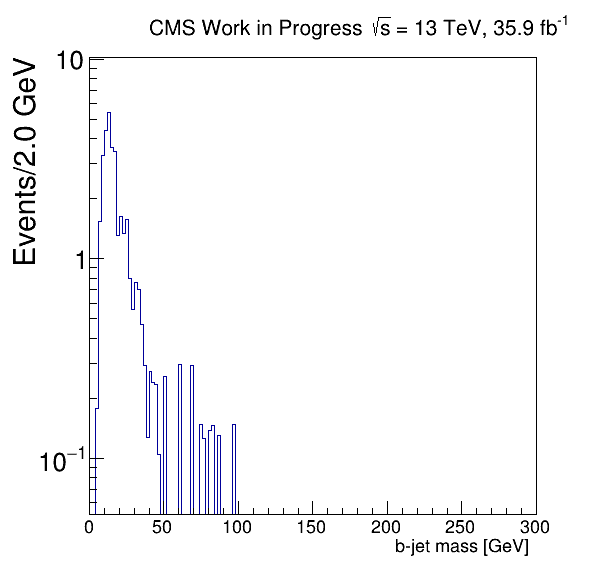 CMS Work in Progress √s = 13 TeV, 35.9 fb⁻¹
Events/2.0 GeV
10
1
10⁻¹
0 50 100 150 200 250 300
b-jet mass [GeV]